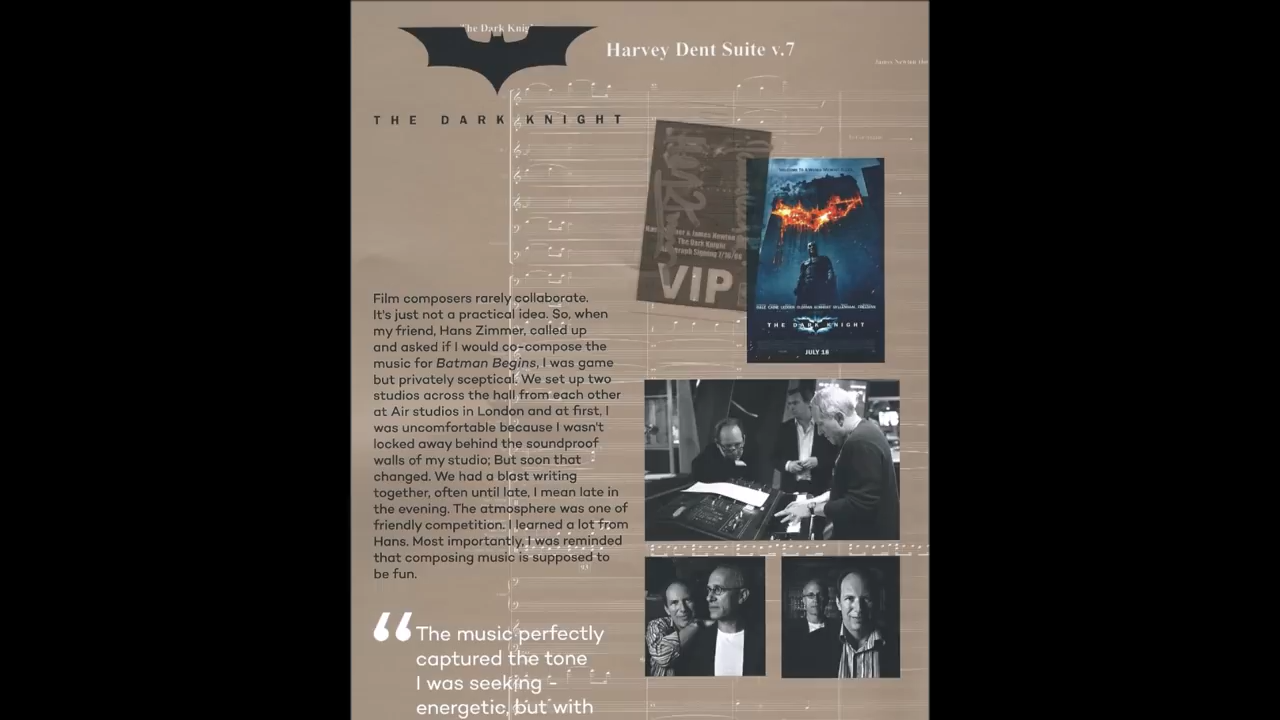 The Dark Knig
Harvey Dent Suite v.7
James Newton Ho
THE DARK KNIGHT
VIP
THE DARK KNIGHT
JULY 18
Film composers rarely collaborate.
It's just not a practical idea. So, when
my friend, Hans Zimmer, called up
and asked if I would co-compose the
music for Batman Begins, I was game
but privately sceptical. We set up two
studios across the hall from each other
at Air studios in London and at first, I
was uncomfortable because I wasn't
locked away behind the soundproof
walls of my studio; But soon that
changed. We had a blast writing
together, often until late, I mean late in
the evening. The atmosphere was one of
friendly competition. I learned a lot from
Hans. Most importantly, I was reminded
that composing music is supposed to
be fun.
“The music perfectly
captured the tone
I was seeking -
energetic, but with